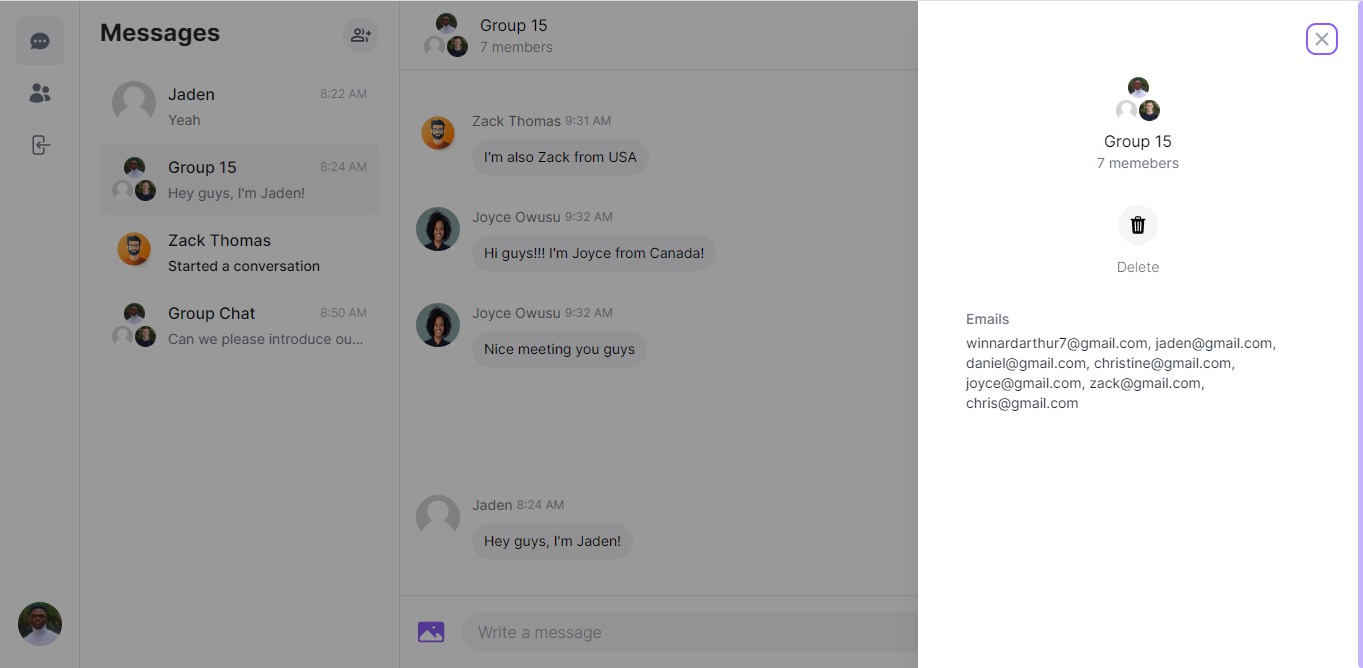 Messages
Jaden 8:22 AM
Yeah
Group 15 8:24 AM
Hey guys, I'm Jaden!
Zack Thomas
Started a conversation
Group Chat 8:50 AM
Can we please introduce ou...
Group 15
7 members
Zack Thomas 9:31 AM
I'm also Zack from USA
Joyce Owusu 9:32 AM
Hi guys!!! I'm Joyce from Canada!
Joyce Owusu 9:32 AM
Nice meeting you guys
Jaden 8:24 AM
Hey guys, I'm Jaden!
Write a message
Group 15
7 memebers
Delete
Emails
winnardarthur7@gmail.com, jaden@gmail.com,
daniel@gmail.com, christine@gmail.com,
joyce@gmail.com, zack@gmail.com,
chris@gmail.com